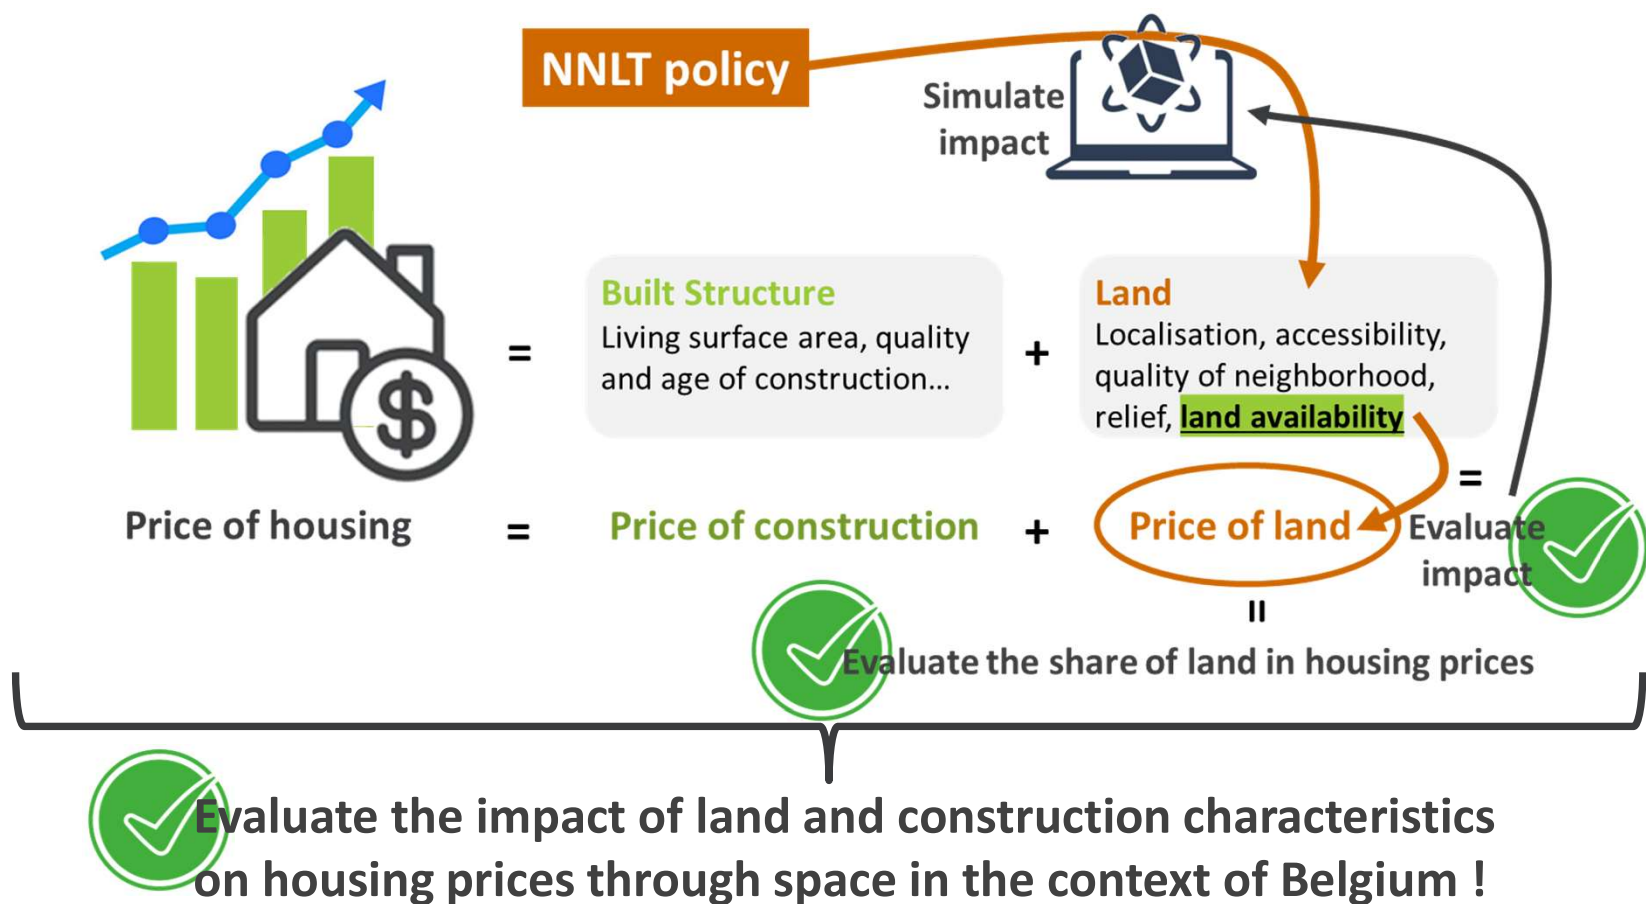 NNLT policy
Simulate
impact
Built Structure
Living surface area, quality
and age of construction...
Land
Localisation, accessibility,
quality of neighborhood,
relief, land availability
=
+
$
=
Price of housing
=
Price of construction
+
Price of land
Evaluate
impact
=
Evaluate the share of land in housing prices
Evaluate the impact of land and construction characteristics
on housing prices through space in the context of Belgium !